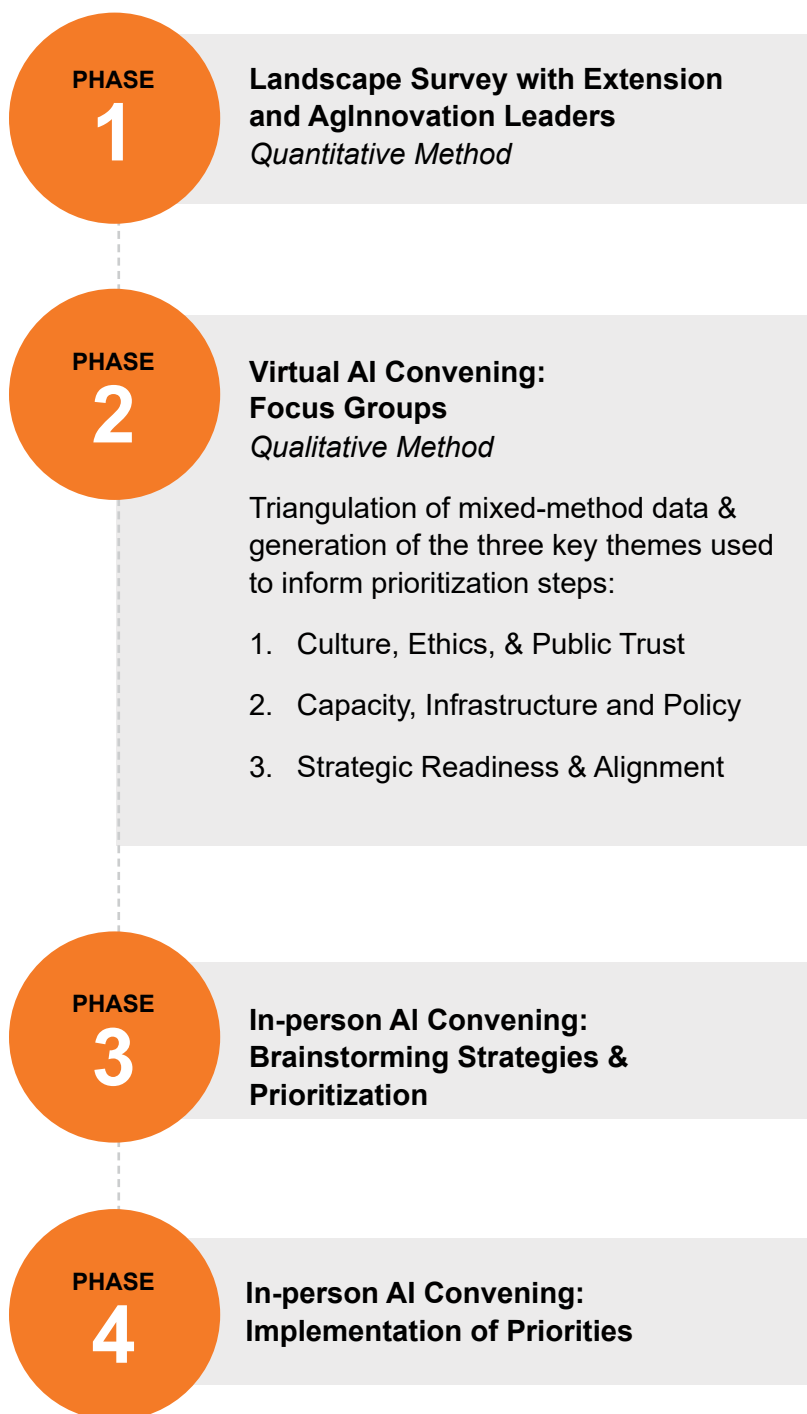 PHASE
1
Landscape Survey with Extension
and AgInnovation Leaders
Quantitative Method
PHASE
2
Virtual AI Convening:
Focus Groups
Qualitative Method
Triangulation of mixed-method data &
generation of the three key themes used
to inform prioritization steps:
1. Culture, Ethics, & Public Trust
2. Capacity, Infrastructure and Policy
3. Strategic Readiness & Alignment
PHASE
3
In-person AI Convening:
Brainstorming Strategies &
Prioritization
PHASE
4
In-person AI Convening:
Implementation of Priorities